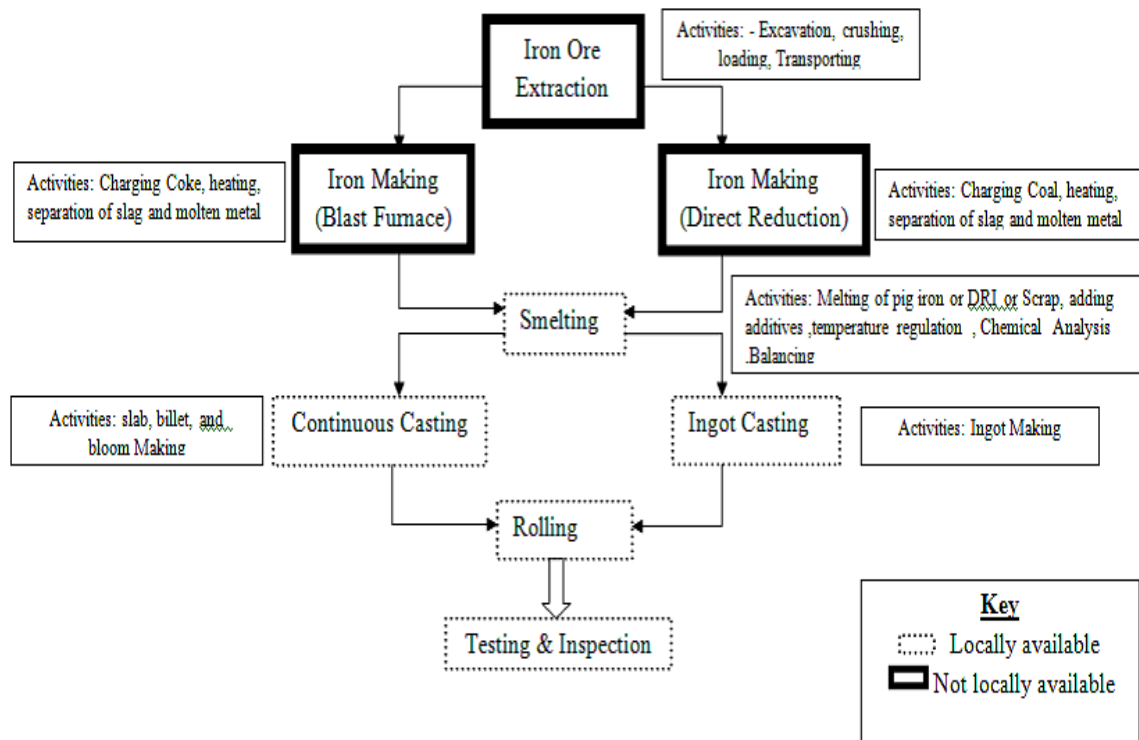 Iron Ore
Extraction
Activities: - Excavation, crushing,
loading, Transporting
Activities: Charging Coke, heating,
separation of slag and molten metal
Iron Making
(Blast Furnace)
Iron Making
(Direct Reduction)
Activities: Charging Coal, heating,
separation of slag and molten metal
Smelting
Activities: Melting of pig iron or DRI or Scrap, adding
additives ,temperature regulation , Chemical Analysis
.Balancing
Activities: slab, billet, and
bloom Making
Continuous Casting
Ingot Casting
Activities: Ingot Making
Rolling
Testing & Inspection
Key
Locally available
Not locally available